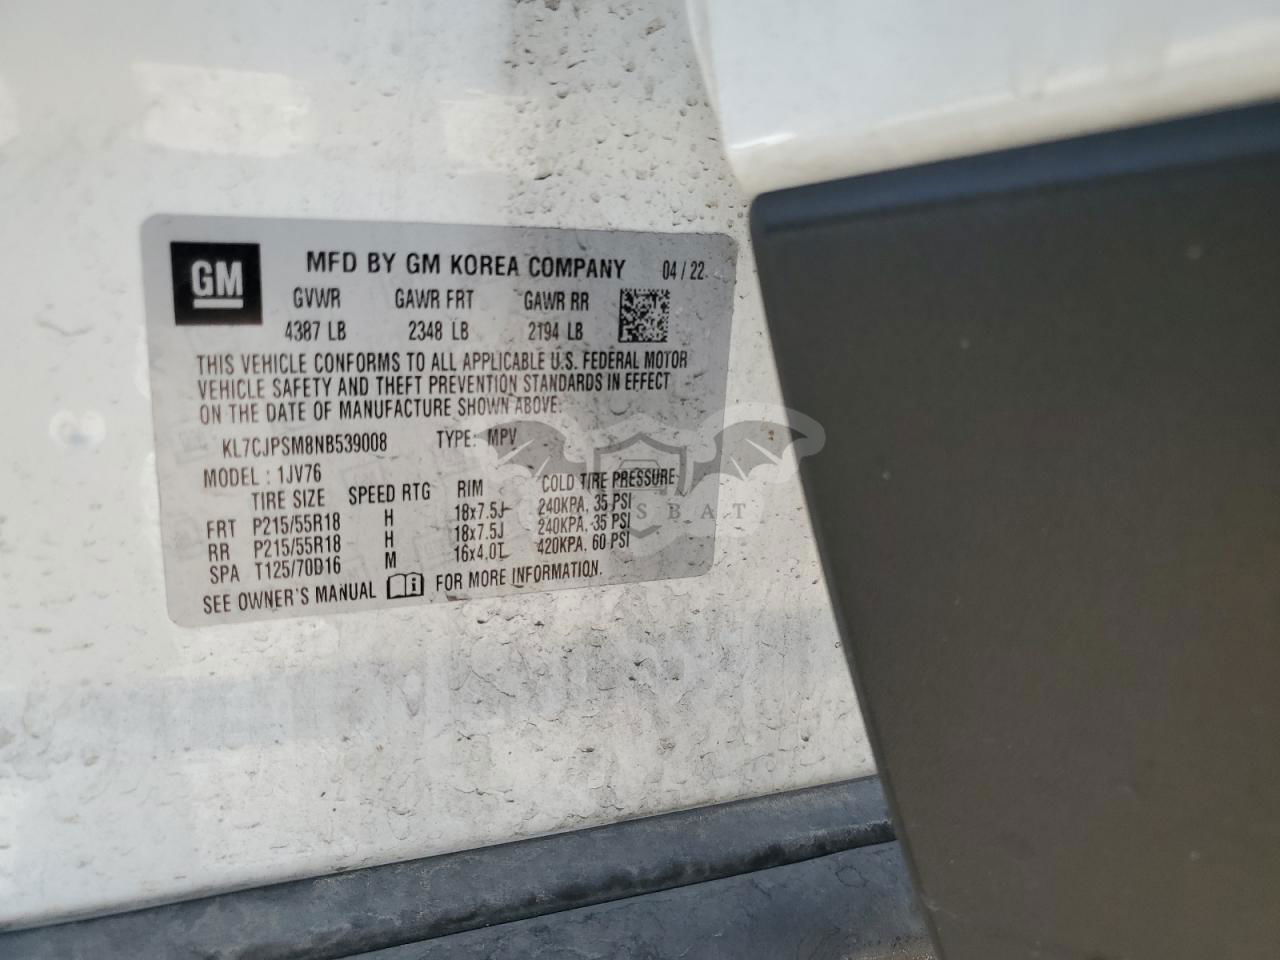 GM MFD BY GM KOREA COMPANY 04/22
GVWR GAWR FRT GAWR RR
4387 LB 2348 LB 2194 LB
THIS VEHICLE CONFORMS TO ALL APPLICABLE U.S. FEDERAL MOTOR
VEHICLE SAFETY AND THEFT PREVENTION STANDARDS IN EFFECT
ON THE DATE OF MANUFACTURE SHOWN ABOVE.
KL7CJPSM8NB539008 TYPE: MPV
MODEL : 1JV76
TIRE SIZE SPEED RTG RIM COLD TIRE PRESSURE
FRT P215/55R18 H 18x7.5J 240KPA, 35 PSI
RR P215/55R18 H 18x7.5J 240KPA, 35 PSI
SPA T125/70D16 M 16x4.0T 420KPA, 60 PSI
SEE OWNER'S MANUAL FOR MORE INFORMATION.